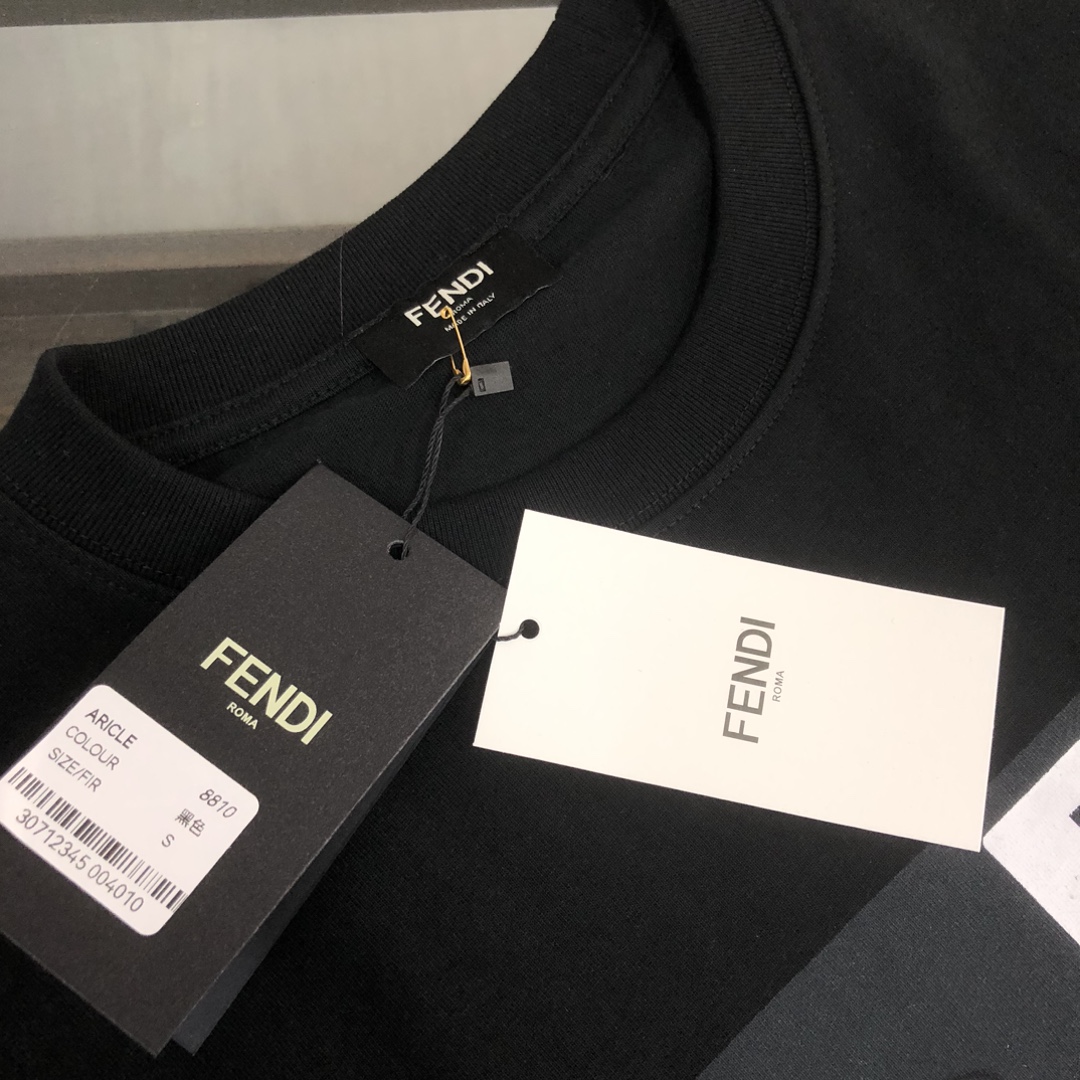 FENDI
ROMA
MADE IN ITALY
FENDI
ROMA
ARICLE 8810
COLOUR 黑色
SIZE/FIR S
30712345 004010
FENDI
ROMA